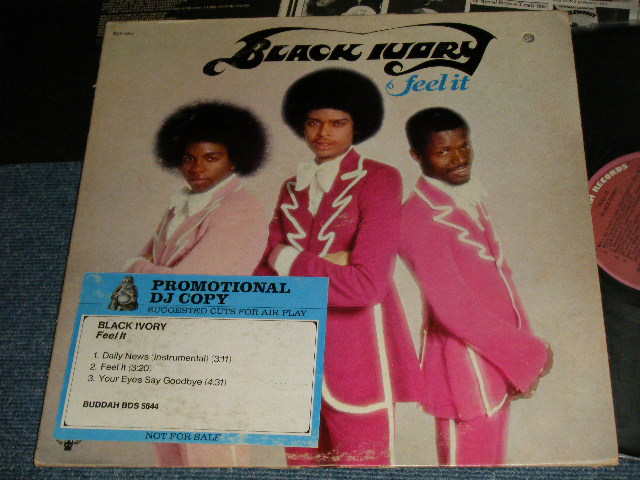 BLACK IVORY
feel it
PROMOTIONAL
DJ COPY
SUGGESTED CUTS FOR AIR PLAY
BLACK IVORY
Feel It
1. Daily News (Instrumental) (3:11)
2. Feel It (3:20)
3. Your Eyes Say Goodbye (4:31)
BUDDAH BDS 5644
NOT FOR SALE
RECORDS